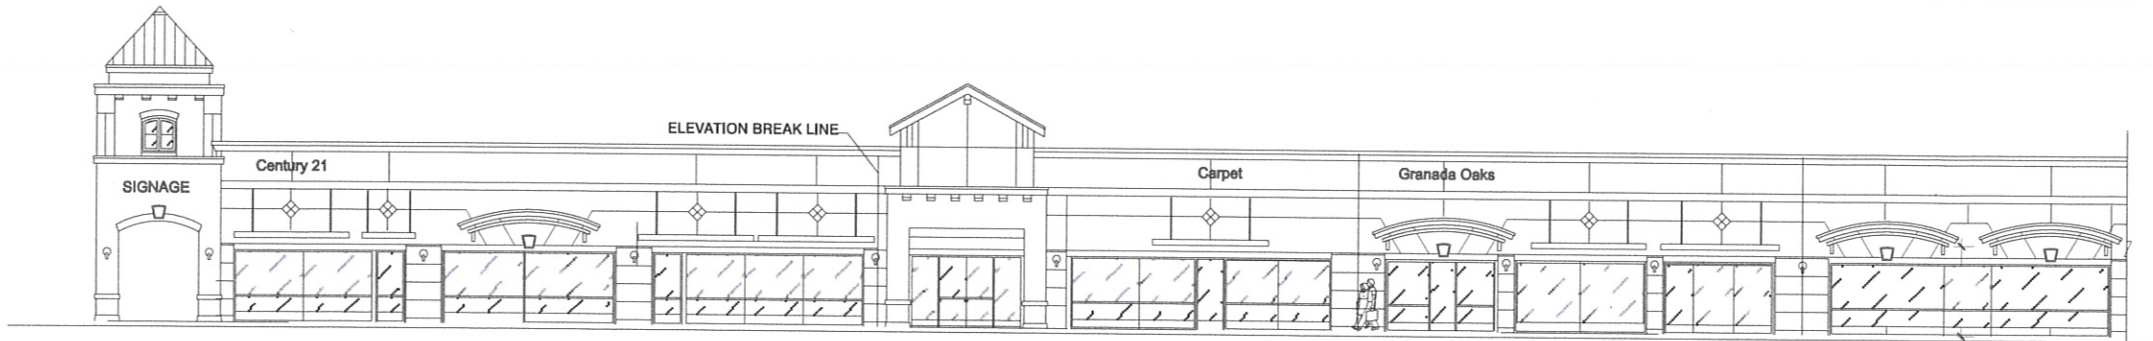 ELEVATION BREAK LINE
Century 21
Carpet
Granada Oaks
SIGNAGE